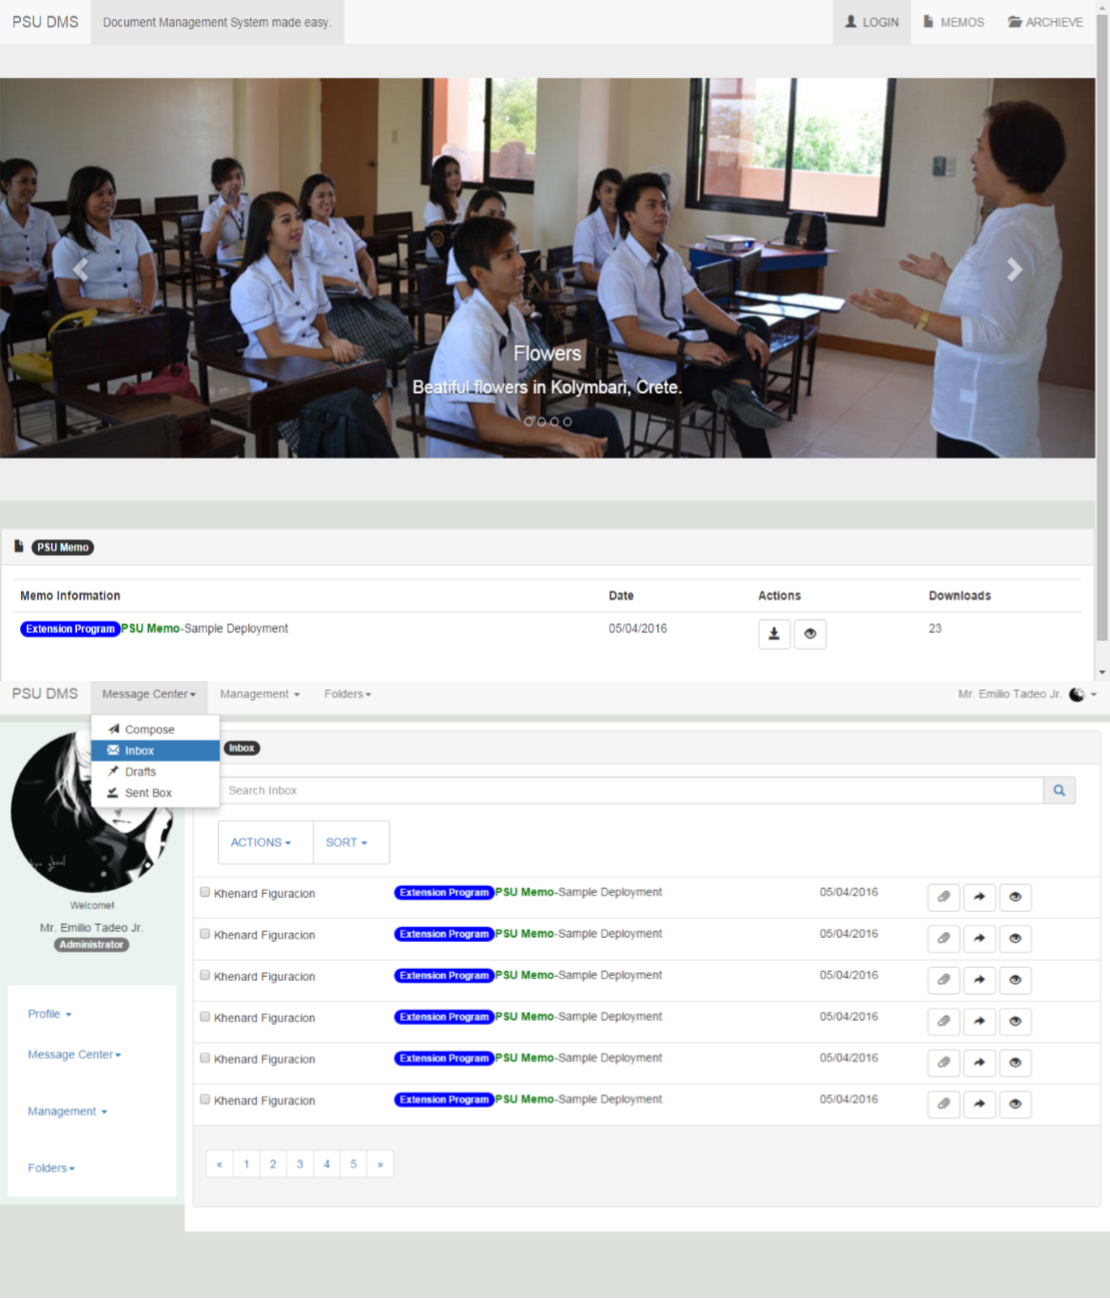 PSU DMS Document Management System made easy. LOGIN MEMOS ARCHIEVE
Flowers
Beatiful flowers in Kolymbari, Crete.
PSU Memo
Memo Information Date Actions Downloads
Extension Program PSU Memo-Sample Deployment 05/04/2016 23
PSU DMS Message Center Management Folders Mr. Emilio Tadeo Jr.
Compose
Inbox
Drafts
Sent Box
Welcome!
Mr. Emilio Tadeo Jr.
Administrator
Profile
Message Center
Management
Folders
Inbox
Search Inbox
ACTIONS SORT
Khenard Figuracion Extension Program PSU Memo-Sample Deployment 05/04/2016
Khenard Figuracion Extension Program PSU Memo-Sample Deployment 05/04/2016
Khenard Figuracion Extension Program PSU Memo-Sample Deployment 05/04/2016
Khenard Figuracion Extension Program PSU Memo-Sample Deployment 05/04/2016
Khenard Figuracion Extension Program PSU Memo-Sample Deployment 05/04/2016
Khenard Figuracion Extension Program PSU Memo-Sample Deployment 05/04/2016
« 1 2 3 4 5 »